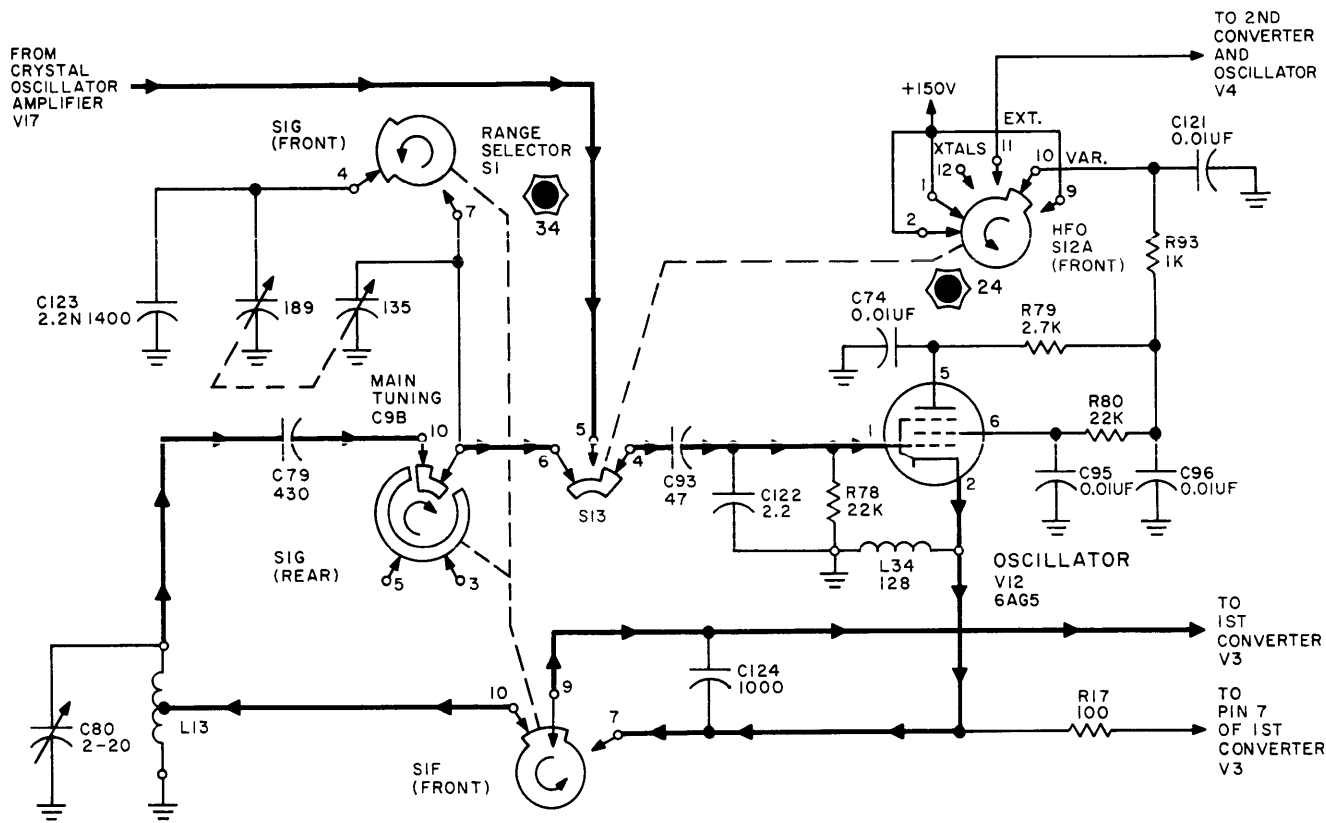 FROM
CRYSTAL
OSCILLATOR
AMPLIFIER
V17
TO 2ND
CONVERTER
AND
OSCILLATOR
V4
+150V
EXT.
C121
0.01UF
S1G
(FRONT)
RANGE
SELECTOR
S1
34
4
7
XTALS
12
11
10
VAR.
1
9
2
HFO
S12A
(FRONT)
24
R93
1K
C123
2.2N1400
189
135
C74
0.01UF
R79
2.7K
MAIN
TUNING
C9B
5
10
5
R80
22K
1
6
C79
430
6
4
C93
47
S13
C122
2.2
R78
22K
2
C95
0.01UF
C96
0.01UF
S1G
(REAR)
5
3
L34
128
OSCILLATOR
V12
6AG5
TO
1ST
CONVERTER
V3
C124
1000
10
9
7
R17
100
TO
PIN 7
OF 1ST
CONVERTER
V3
C80
2-20
L13
S1F
(FRONT)